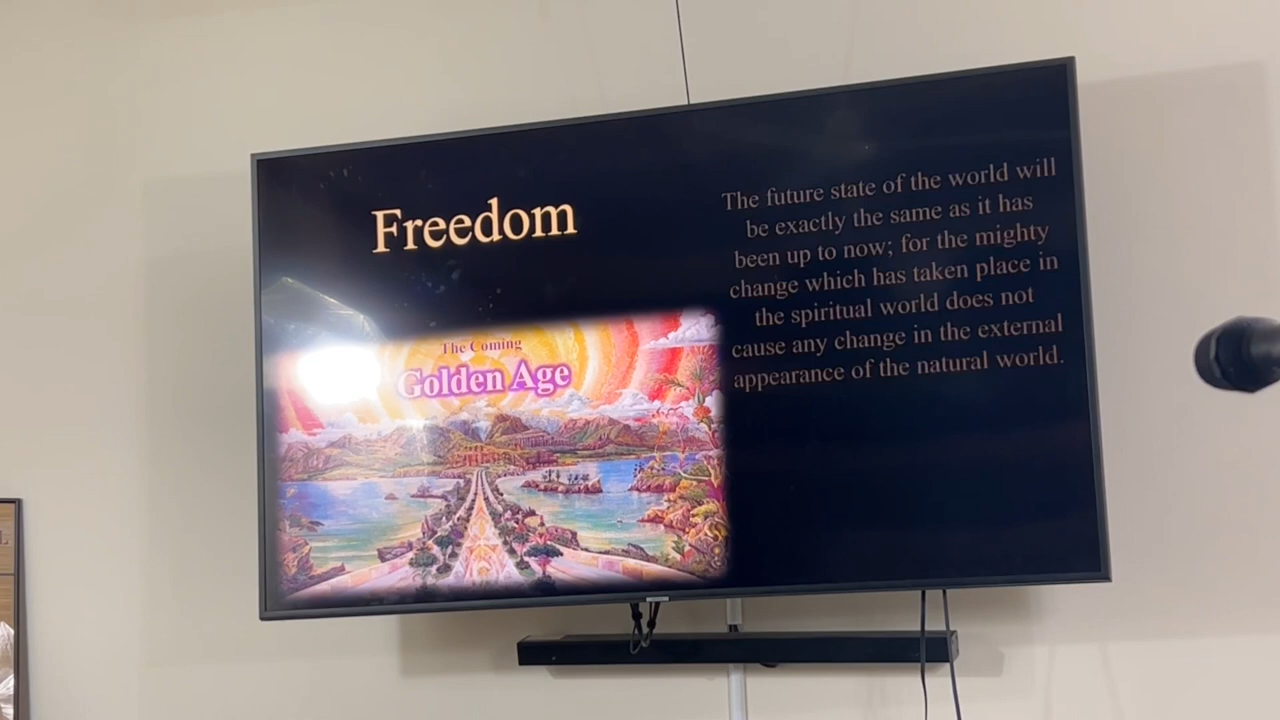 Freedom
The Coming
Golden Age
The future state of the world will
be exactly the same as it has
been up to now; for the mighty
change which has taken place in
the spiritual world does not
cause any change in the external
appearance of the natural world.